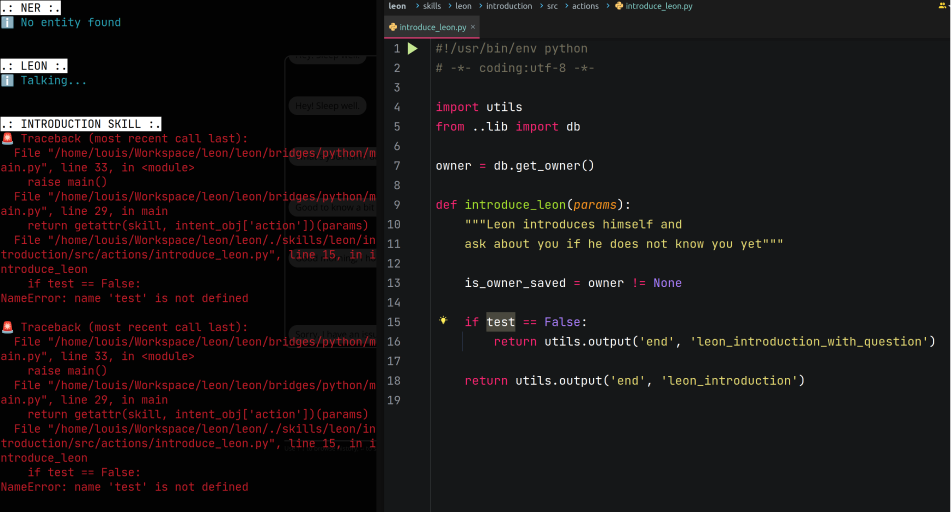 .: NER :.
No entity found
.: LEON :.
Talking...
Hey! Sleep well.
.: INTRODUCTION SKILL :.
Traceback (most recent call last):
File "/home/louis/Workspace/leon/leon/bridges/python/m
ain.py", line 33, in <module>
raise main()
File "/home/louis/Workspace/leon/leon/bridges/python/m
ain.py", line 29, in main
return getattr(skill, intent_obj['action'])(params)
File "/home/louis/Workspace/leon/leon/./skills/leon/in
troduction/src/actions/introduce_leon.py", line 15, in i
ntroduce_leon
if test == False:
NameError: name 'test' is not defined
Traceback (most recent call last):
File "/home/louis/Workspace/leon/leon/bridges/python/m
ain.py", line 33, in <module>
raise main()
File "/home/louis/Workspace/leon/leon/bridges/python/m
ain.py", line 29, in main
return getattr(skill, intent_obj['action'])(params)
File "/home/louis/Workspace/leon/leon/./skills/leon/in
troduction/src/actions/introduce_leon.py", line 15, in i
ntroduce_leon
if test == False:
NameError: name 'test' is not defined
leon > skills > leon > introduction > src > actions > introduce_leon.py
introduce_leon.py ×
1 #!/usr/bin/env python
2 # -*- coding:utf-8 -*-
3
4 import utils
5 from ..lib import db
6
7 owner = db.get_owner()
8
9 def introduce_leon(params):
10 """Leon introduces himself and
11 ask about you if he does not know you yet"""
12
13 is_owner_saved = owner != None
14
15 if test == False:
16 return utils.output('end', 'leon_introduction_with_question')
17
18 return utils.output('end', 'leon_introduction')
19